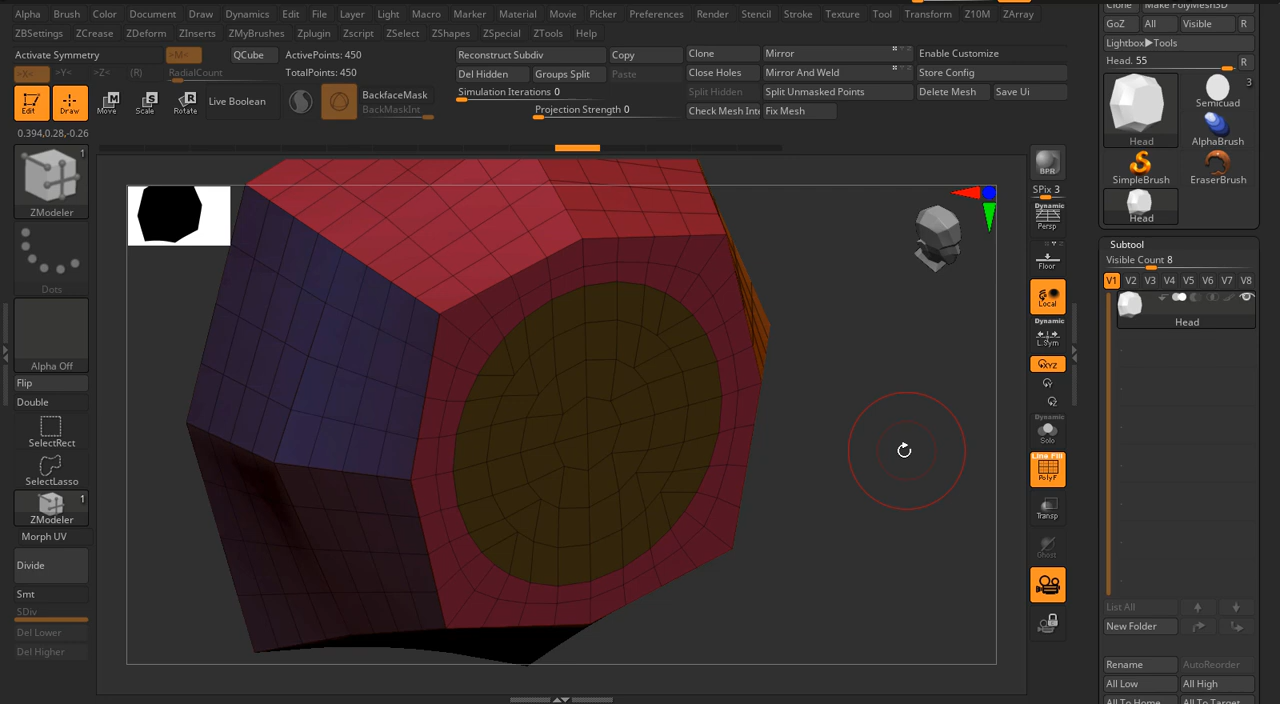 Alpha Brush Color Document Draw Dynamics Edit File Layer Light Macro Marker Material Movie Picker Preferences Render Stencil Stroke Texture Tool Transform Z10M ZArray
ZBSettings ZCrease ZDeform ZInserts ZMyBrushes Zplugin Zscript ZSelect ZShapes ZSpecial ZTools Help
Activate Symmetry >M< QCube ActivePoints: 450
>X< >Y< >Z< (R) RadialCount TotalPoints: 450
Reconstruct Subdiv Copy Clone Mirror Enable Customize
Del Hidden Groups Split Paste Close Holes Mirror And Weld Store Config
Simulation Iterations 0 Split Hidden Split Unmasked Points Delete Mesh Save Ui
Projection Strength 0 Check Mesh Int Fix Mesh
Edit Draw Move Scale Rotate Live Boolean
BackfaceMask
BackMaskInt
0.394,0.28,-0.26
1
ZModeler
Dots
Alpha Off
Flip
Double
SelectRect
SelectLasso
1
ZModeler
Morph UV
Divide
Smt
SDiv
Del Lower
Del Higher
BPR
SPix 3
Dynamic
Persp
Floor
Local
Dynamic
L.Sym
XYZ
Y
Z
Dynamic
Solo
Line Fill
PolyF
Transp
Ghost
Clone Make PolyMesh3D
GoZ All Visible R
Lightbox▶Tools
Head. 55 R
3
Head
Semicuad
AlphaBrush
SimpleBrush EraserBrush
Head
Subtool
Visible Count 8
V1 V2 V3 V4 V5 V6 V7 V8
Head
List All
New Folder
Rename AutoReorder
All Low All High
All To Home All To Target